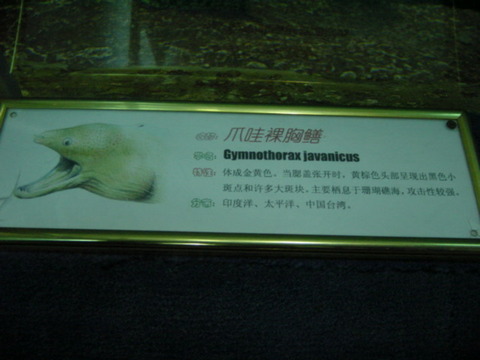 爪哇裸胸鳝
Gymnothorax javanicus
体成金黄色。当腮盖张开时，黄棕色头部呈现出黑色小
斑点和许多大斑块。主要栖息于珊瑚礁海。攻击性较强。
印度洋、太平洋、中国台湾。